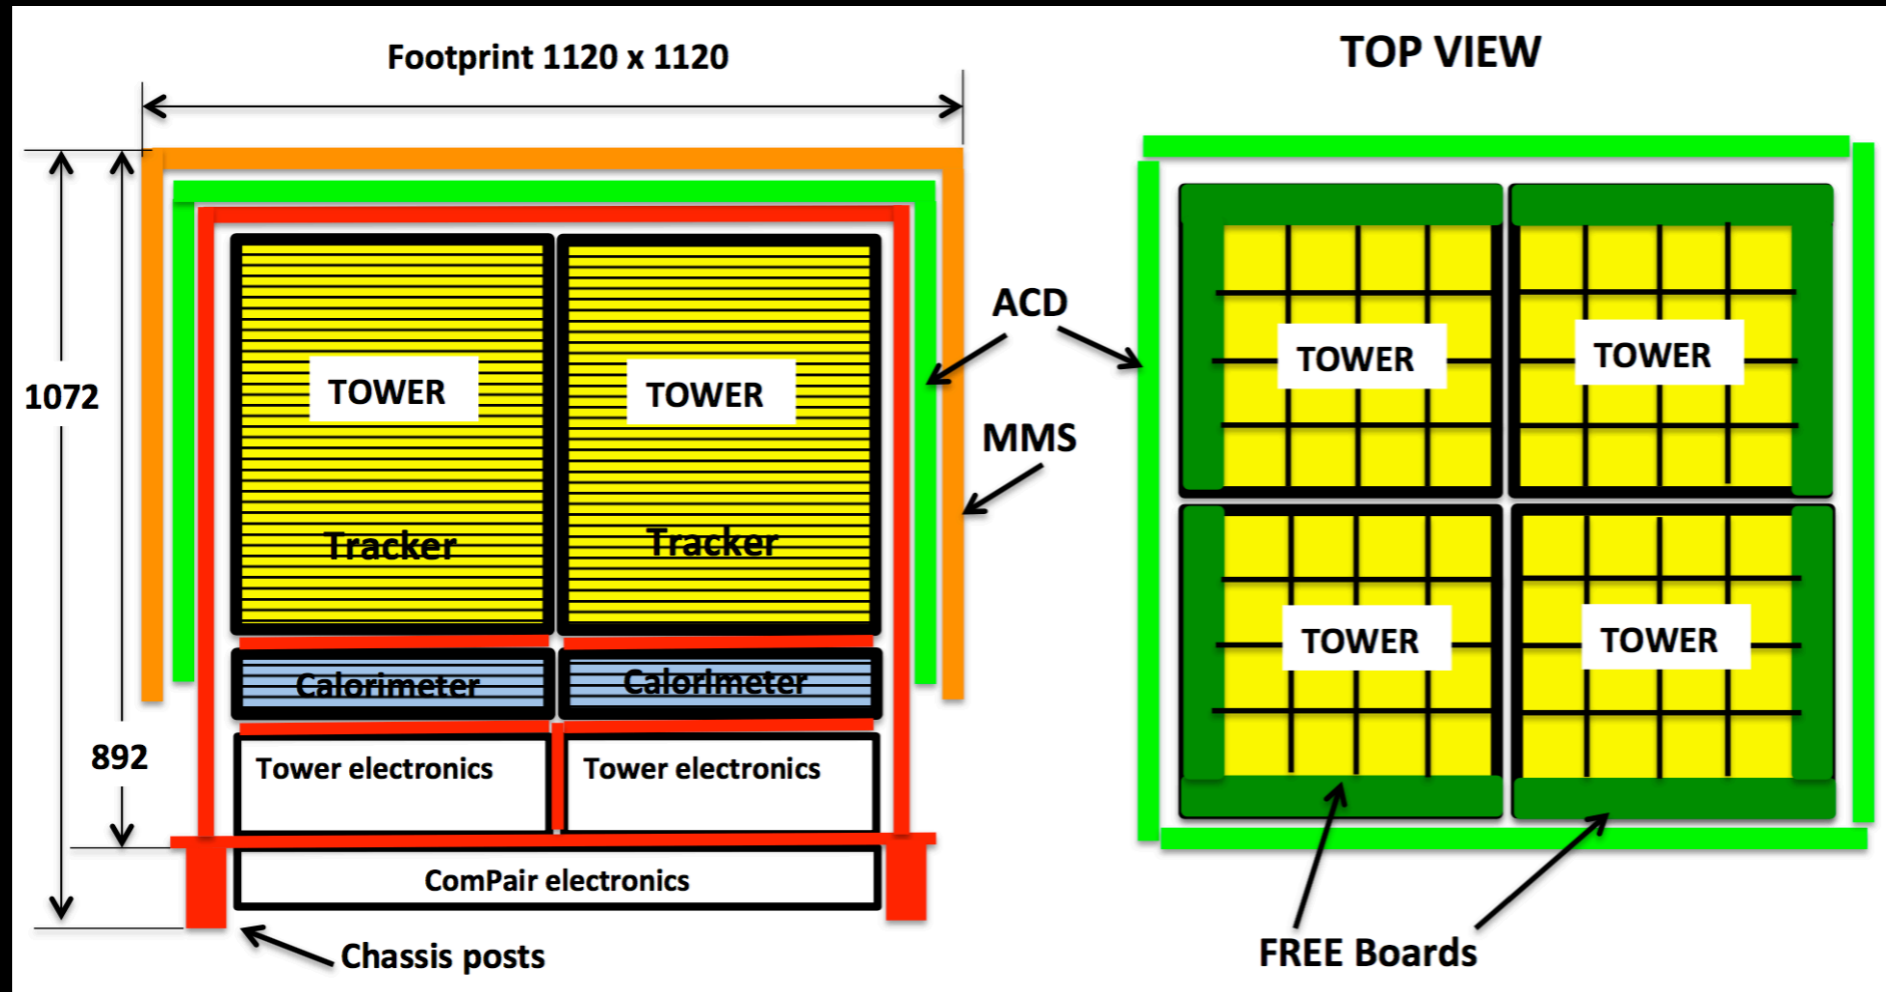 Footprint 1120 x 1120
TOP VIEW
ACD
MMS
1072
892
TOWER
TOWER
Tracker
Tracker
Calorimeter
Calorimeter
Tower electronics
Tower electronics
ComPair electronics
Chassis posts
TOWER
TOWER
TOWER
TOWER
FREE Boards